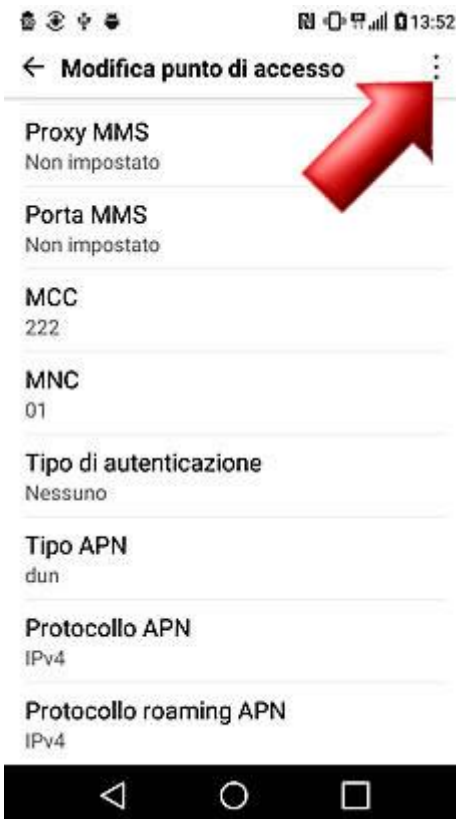 13:52
Modifica punto di accesso
Proxy MMS
Non impostato
Porta MMS
Non impostato
MCC
222
MNC
01
Tipo di autenticazione
Nessuno
Tipo APN
dun
Protocollo APN
IPv4
Protocollo roaming APN
IPv4